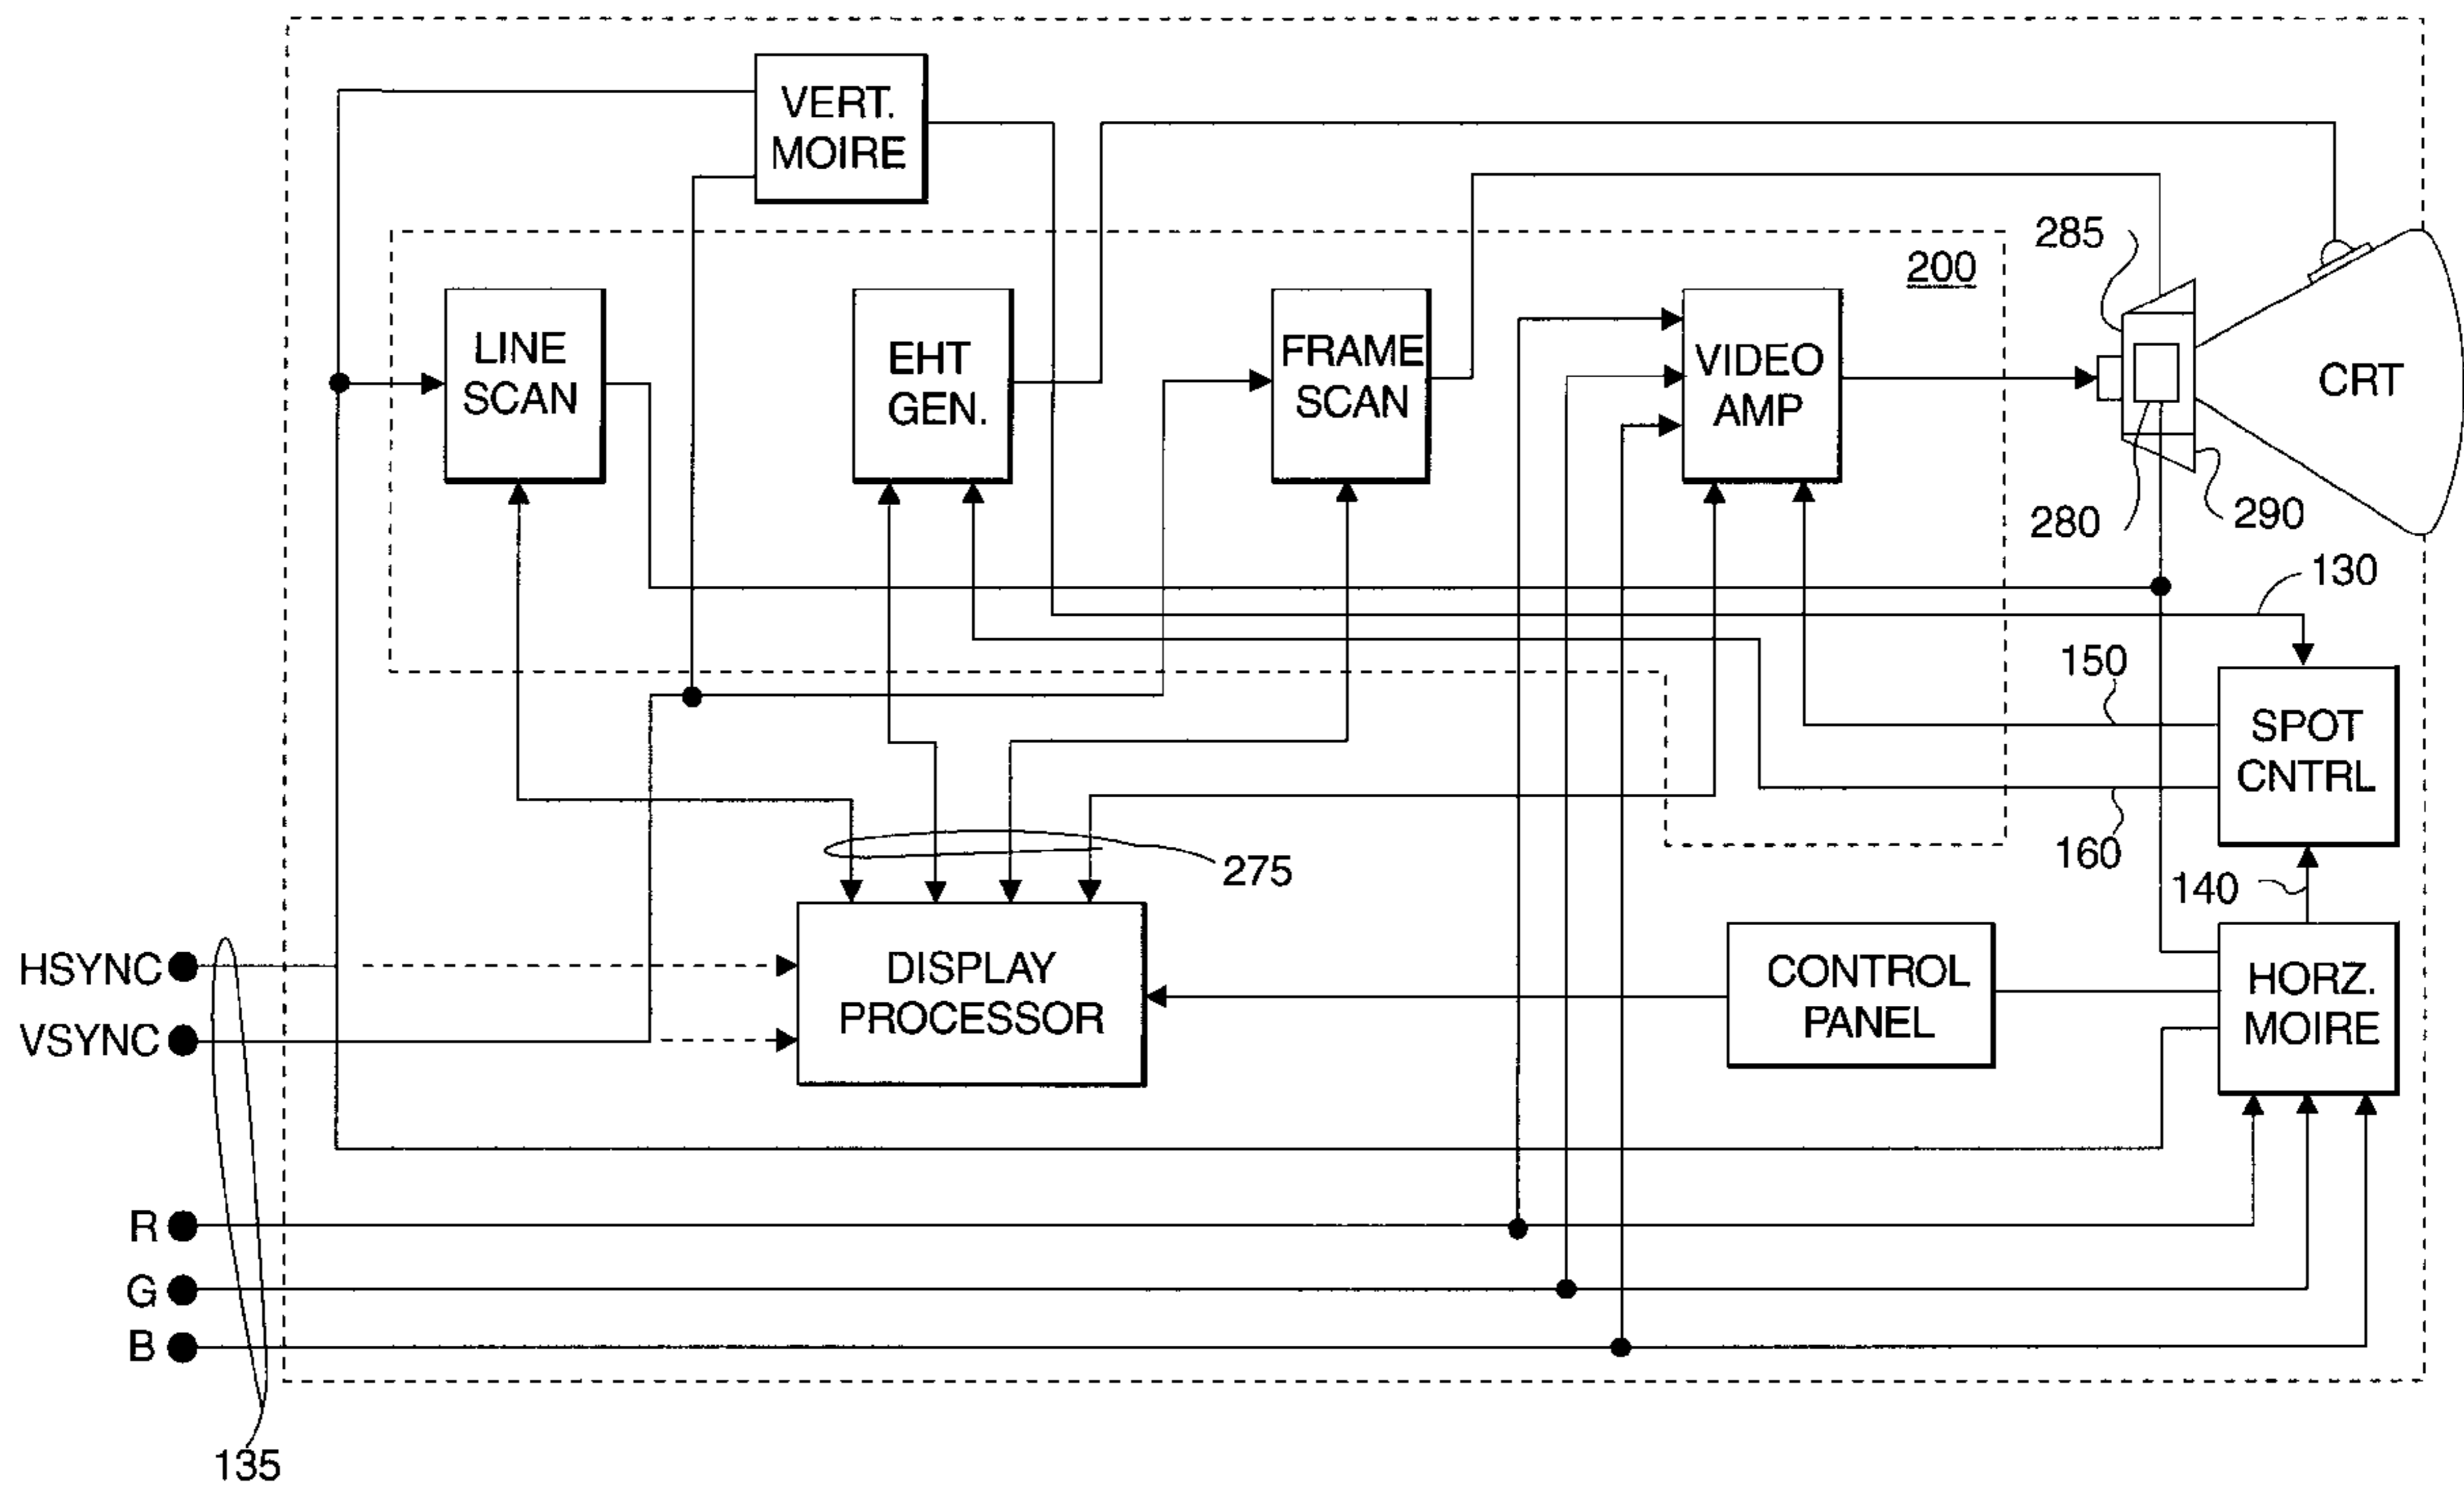 VERT.
MOIRE
285
200
LINE
SCAN
EHT
GEN.
FRAME
SCAN
VIDEO
AMP
CRT
280
290
130
150
SPOT
CNTRL
160
275
140
HSYNC
VSYNC
DISPLAY
PROCESSOR
CONTROL
PANEL
HORZ.
MOIRE
R
G
B
135